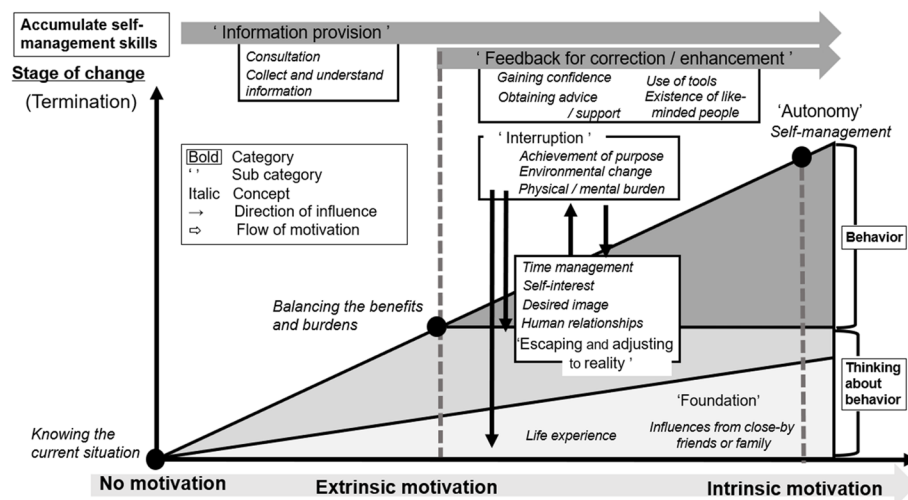 Accumulate self-
management skills
‘ Information provision ’
Consultation
Collect and understand
information
‘ Feedback for correction / enhancement ’
Gaining confidence
Obtaining advice
/ support
Use of tools
Existence of like-
minded people
Stage of change
(Termination)
‘ Interruption ’
Achievement of purpose
Environmental change
Physical / mental burden
‘Autonomy’
Self-management
Bold Category
‘ ’ Sub category
Italic Concept
→ Direction of influence
⇨ Flow of motivation
Behavior
Time management
Self-interest
Desired image
Human relationships
‘Escaping and adjusting
to reality ’
Balancing the benefits
and burdens
Thinking
about
behavior
‘Foundation’
Life experience
Influences from close-by
friends or family
Knowing the
current situation
No motivation
Extrinsic motivation
Intrinsic motivation